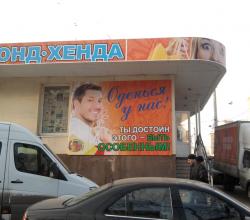 ОНД-ХЕНДА
Оденься
у нас!
ТЫ ДОСТОИН
ЭТОГО - БЫТЬ
ОСОБЕННЫМ!